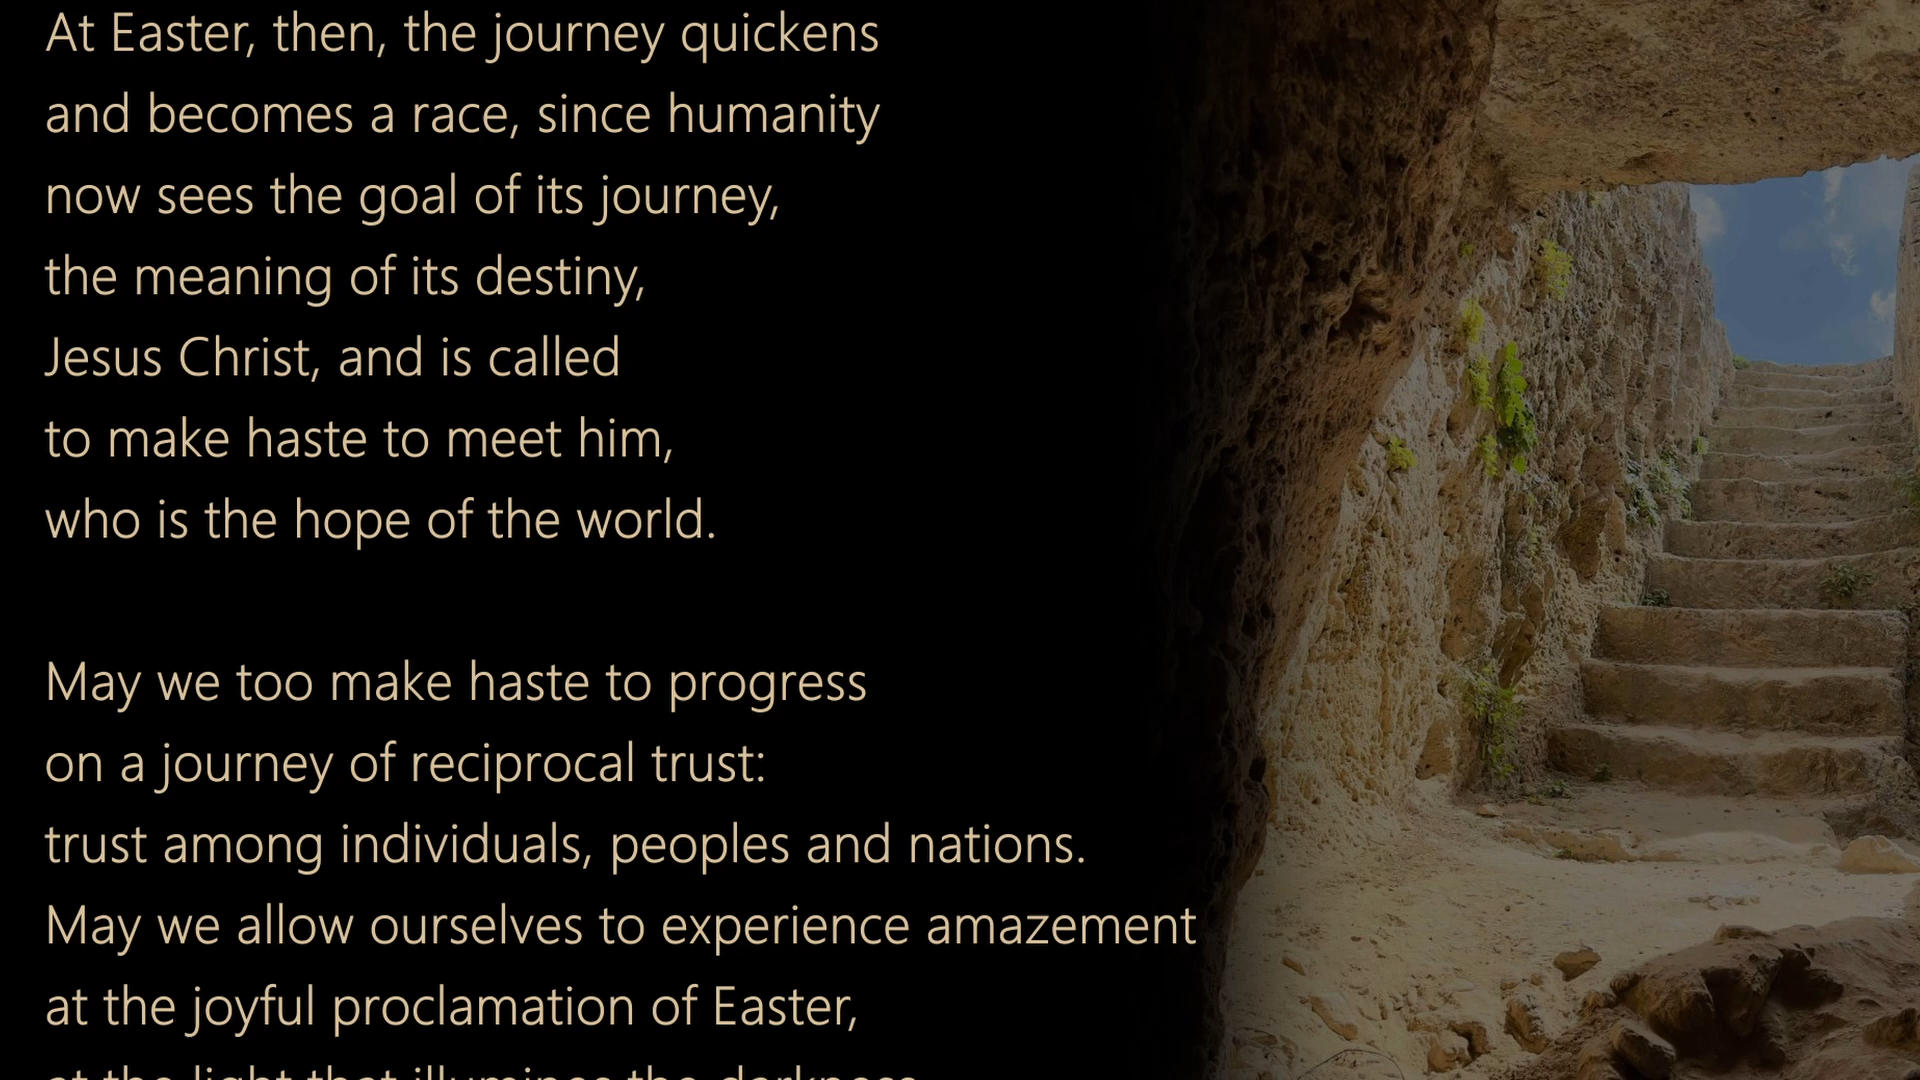 At Easter, then, the journey quickens
and becomes a race, since humanity
now sees the goal of its journey,
the meaning of its destiny,
Jesus Christ, and is called
to make haste to meet him,
who is the hope of the world.
May we too make haste to progress
on a journey of reciprocal trust:
trust among individuals, peoples and nations.
May we allow ourselves to experience amazement
at the joyful proclamation of Easter,
at the light that illumines the darkness